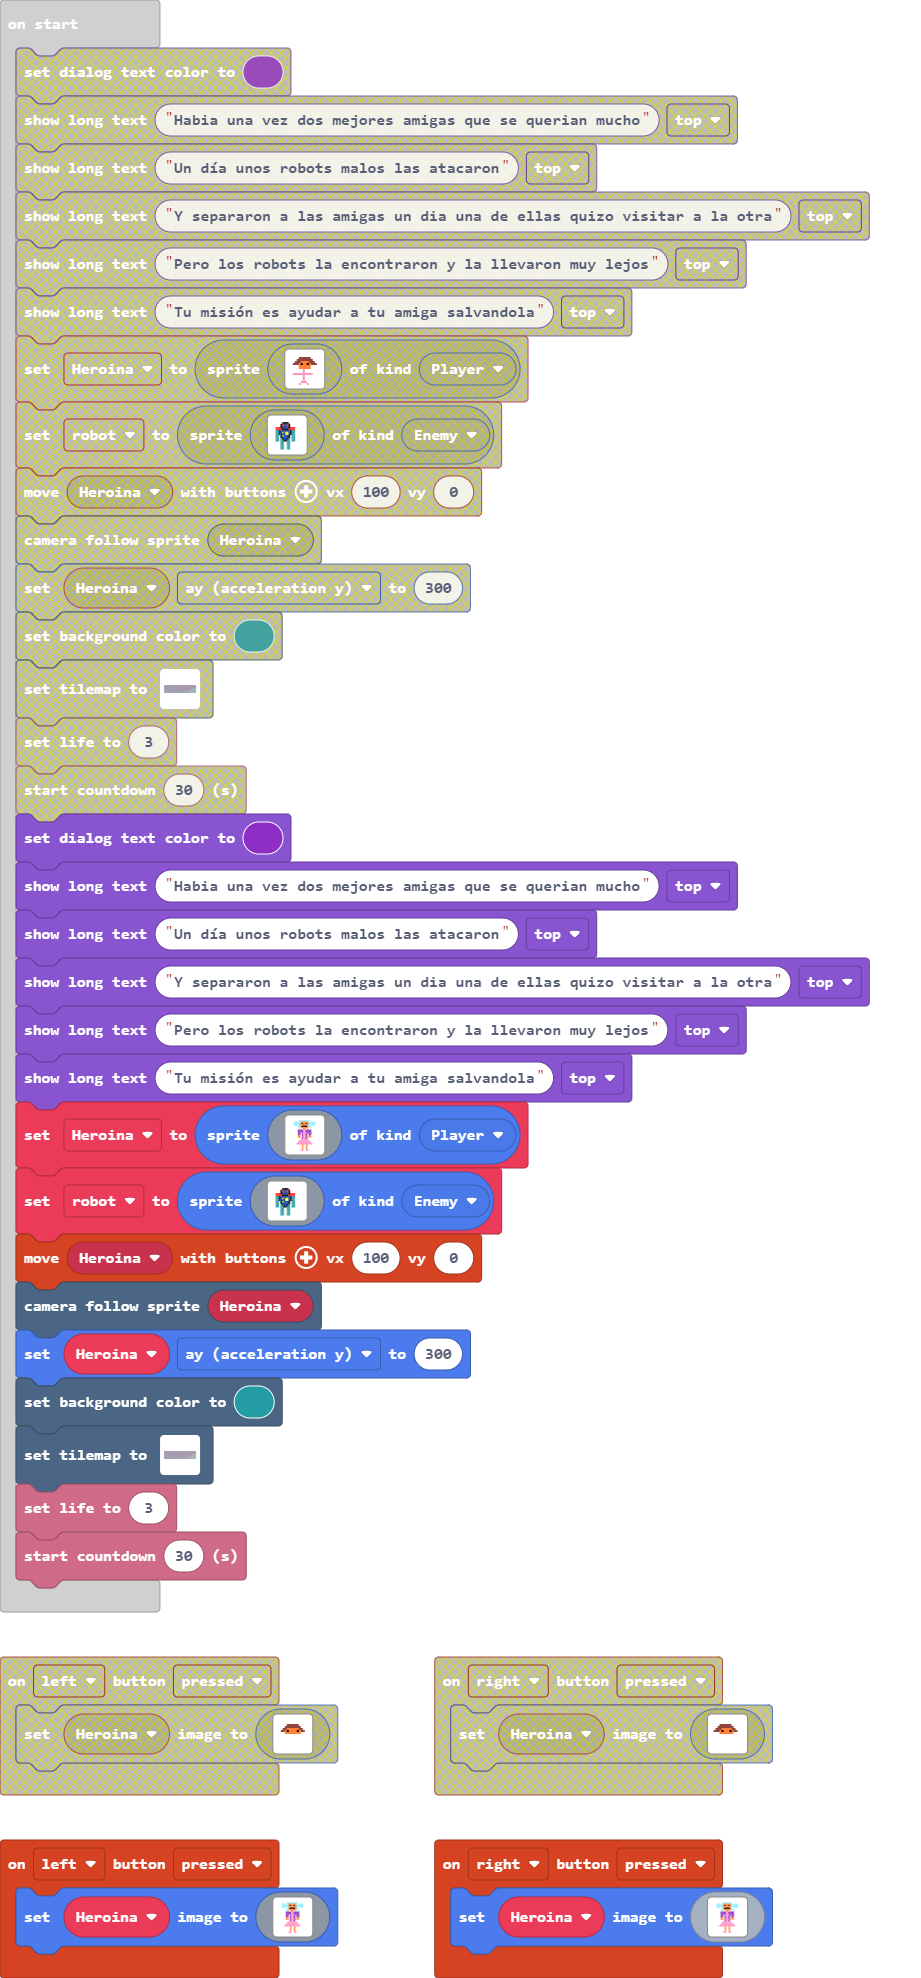 on start
set dialog text color to
show long text "Habia una vez dos mejores amigas que se querian mucho" top
show long text "Un día unos robots malos las atacaron" top
show long text "Y separaron a las amigas un dia una de ellas quizo visitar a la otra" top
show long text "Pero los robots la encontraron y la llevaron muy lejos" top
show long text "Tu misión es ayudar a tu amiga salvandola" top
set Heroina to sprite of kind Player
set robot to sprite of kind Enemy
move Heroina with buttons vx 100 vy 0
camera follow sprite Heroina
set Heroina ay (acceleration y) to 300
set background color to
set tilemap to
set life to 3
start countdown 30 (s)
set dialog text color to
show long text "Habia una vez dos mejores amigas que se querian mucho" top
show long text "Un día unos robots malos las atacaron" top
show long text "Y separaron a las amigas un dia una de ellas quizo visitar a la otra" top
show long text "Pero los robots la encontraron y la llevaron muy lejos" top
show long text "Tu misión es ayudar a tu amiga salvandola" top
set Heroina to sprite of kind Player
set robot to sprite of kind Enemy
move Heroina with buttons vx 100 vy 0
camera follow sprite Heroina
set Heroina ay (acceleration y) to 300
set background color to
set tilemap to
set life to 3
start countdown 30 (s)
on left button pressed
set Heroina image to
on right button pressed
set Heroina image to
on left button pressed
set Heroina image to
on right button pressed
set Heroina image to